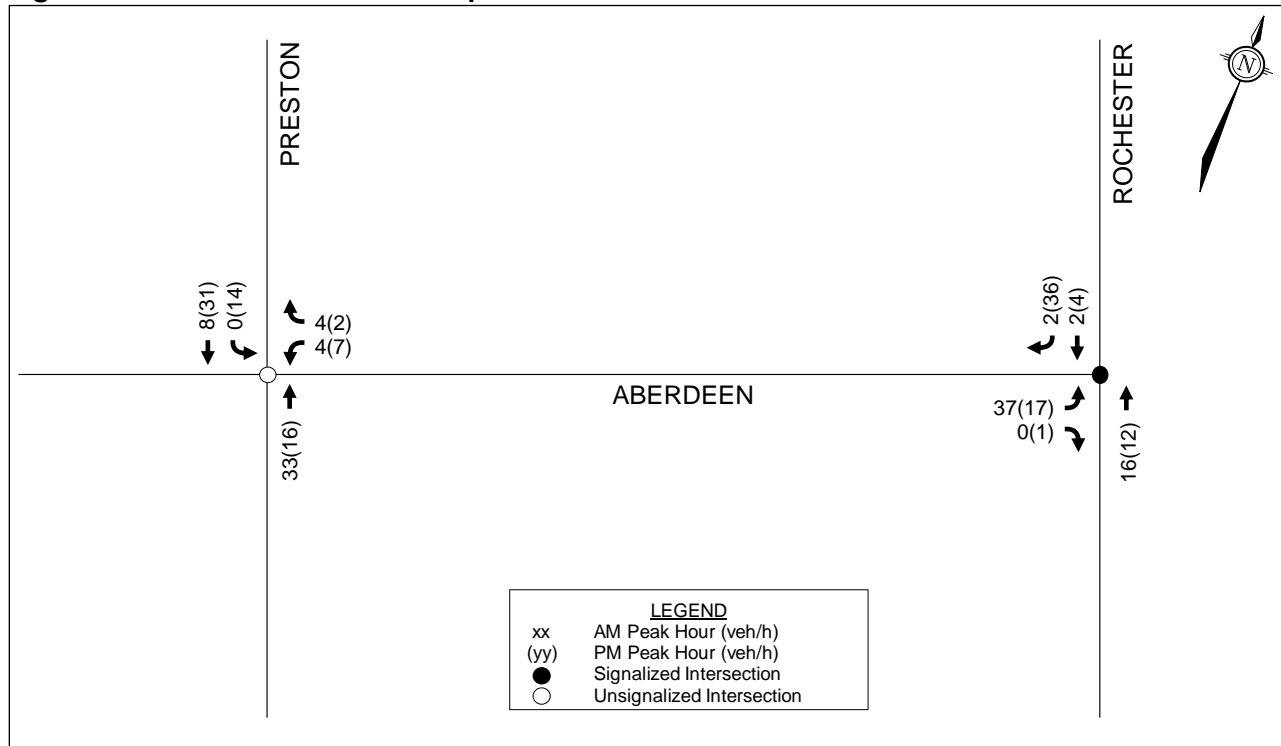 PRESTON
ROCHESTER
N
8(31)
0(14)
4(2)
4(7)
33(16)
ABERDEEN
2(36)
2(4)
37(17)
0(1)
16(12)
LEGEND
xx AM Peak Hour (veh/h)
(yy) PM Peak Hour (veh/h)
Signalized Intersection
Unsignalized Intersection